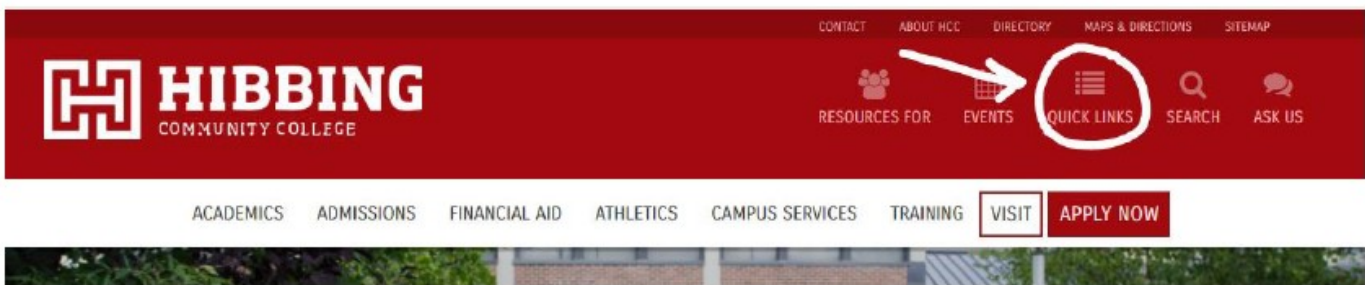 CONTACT ABOUT HCC DIRECTORY MAPS & DIRECTIONS SITEMAP
HIBBING
COMMUNITY COLLEGE
RESOURCES FOR EVENTS QUICK LINKS SEARCH ASK US
ACADEMICS ADMISSIONS FINANCIAL AID ATHLETICS CAMPUS SERVICES TRAINING VISIT APPLY NOW